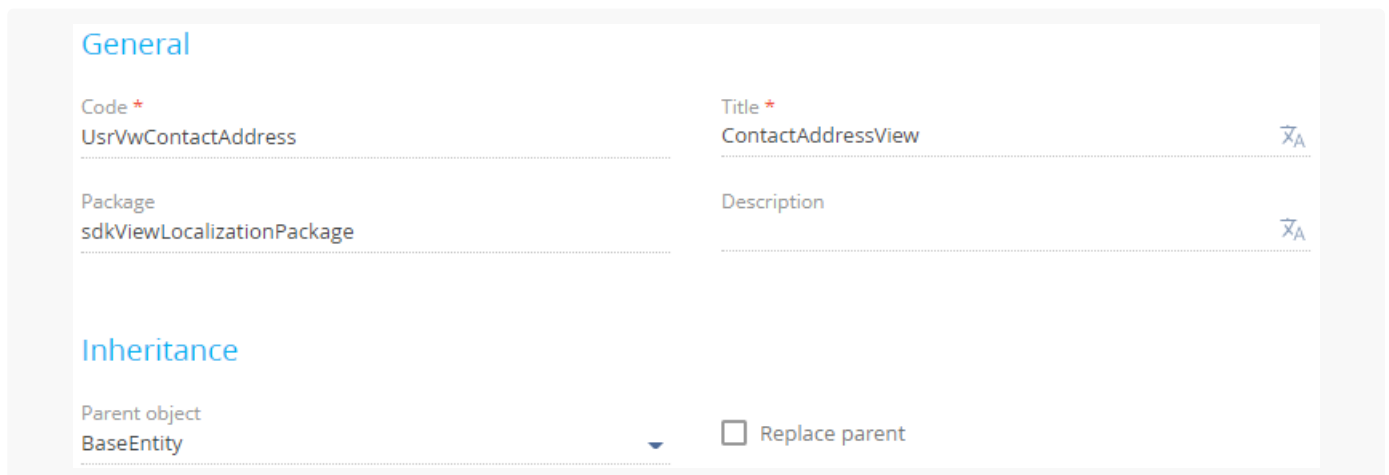 General
Code *
Title *
UsrVwContactAddress
ContactAddressView
Package
Description
sdkViewLocalizationPackage
Inheritance
Parent object
BaseEntity
Replace parent